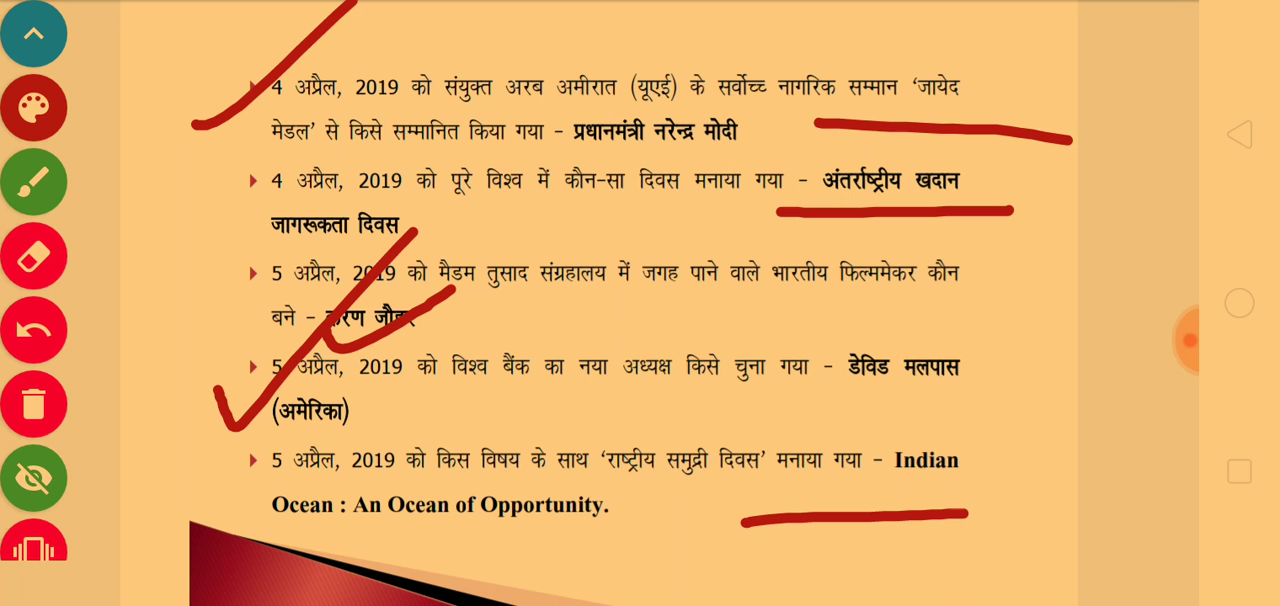 4 अप्रैल, 2019 को संयुक्त अरब अमीरात (यूएई) के सर्वोच्च नागरिक सम्मान ‘जायेद
मेडल’ से किसे सम्मानित किया गया – प्रधानमंत्री नरेन्द्र मोदी
4 अप्रैल, 2019 को पूरे विश्व में कौन-सा दिवस मनाया गया – अंतर्राष्ट्रीय खदान
जागरूकता दिवस
5 अप्रैल, 2019 को मैडम तुसाद संग्रहालय में जगह पाने वाले भारतीय फिल्ममेकर कौन
बने – करण जौहर
5 अप्रैल, 2019 को विश्व बैंक का नया अध्यक्ष किसे चुना गया – डेविड मलपास
(अमेरिका)
5 अप्रैल, 2019 को किस विषय के साथ ‘राष्ट्रीय समुद्री दिवस’ मनाया गया – Indian
Ocean : An Ocean of Opportunity.